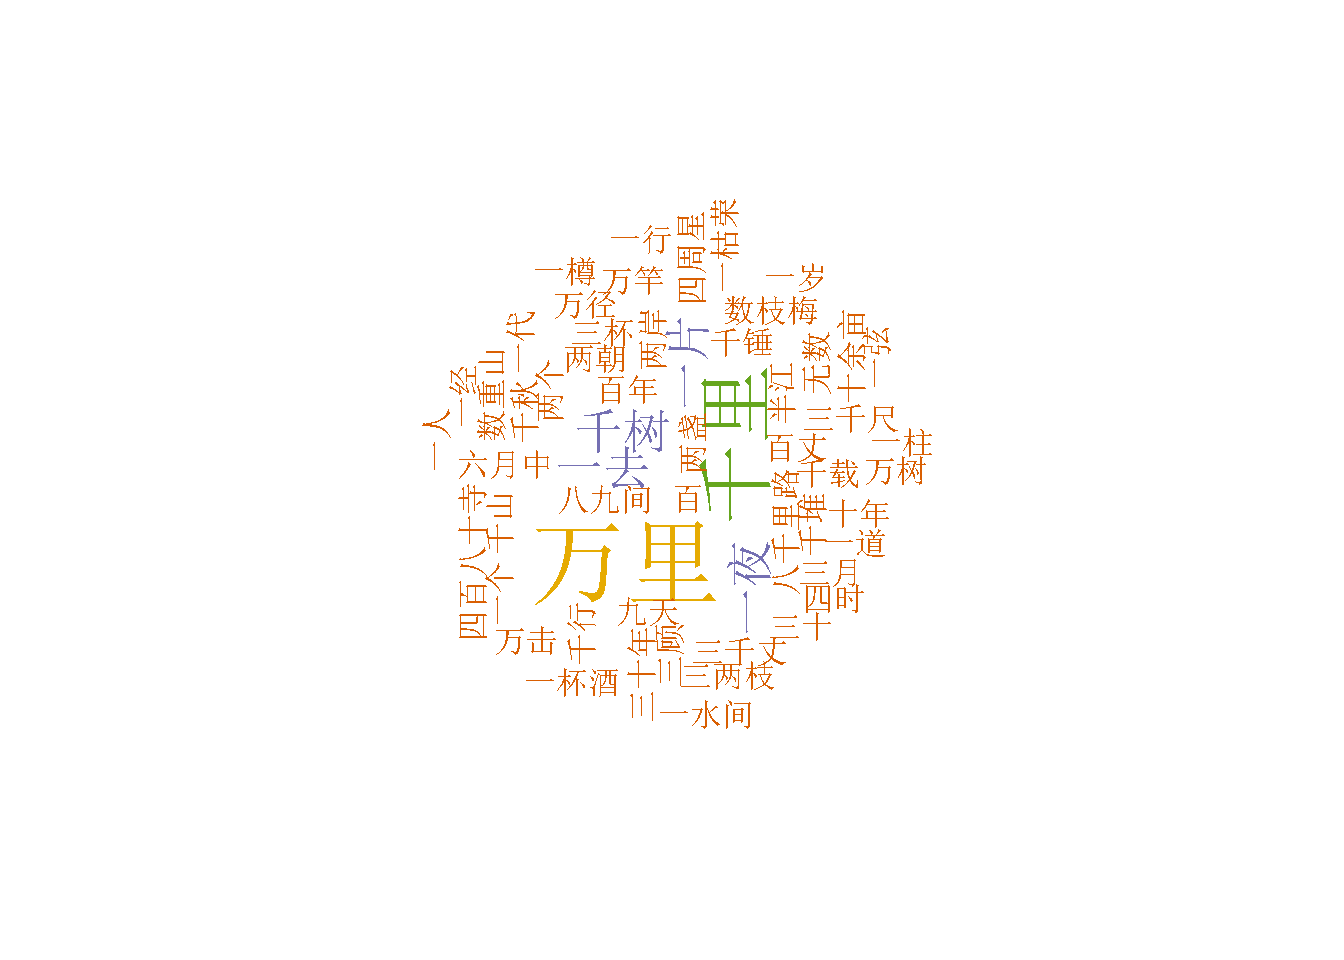 一行
四周星
一枯荣
一樽
万竿
一岁
万径
数枝梅
三杯
两岸
一片
千锤
一代
两朝
无数
十余亩
一弦
百年
千里
半江
一经
数重山
千秋
两个
一人
千树
两盏
三千尺
百丈
一柱
六月中
一去
千载
万树
八九间
百
八千里路
千堆
十年
四百八十寺
千山
一个
万里
一夜
一道
三月
四时
九天
千行
三十
万击
三十年
三顾
三千丈
三两枝
一杯酒
一水间